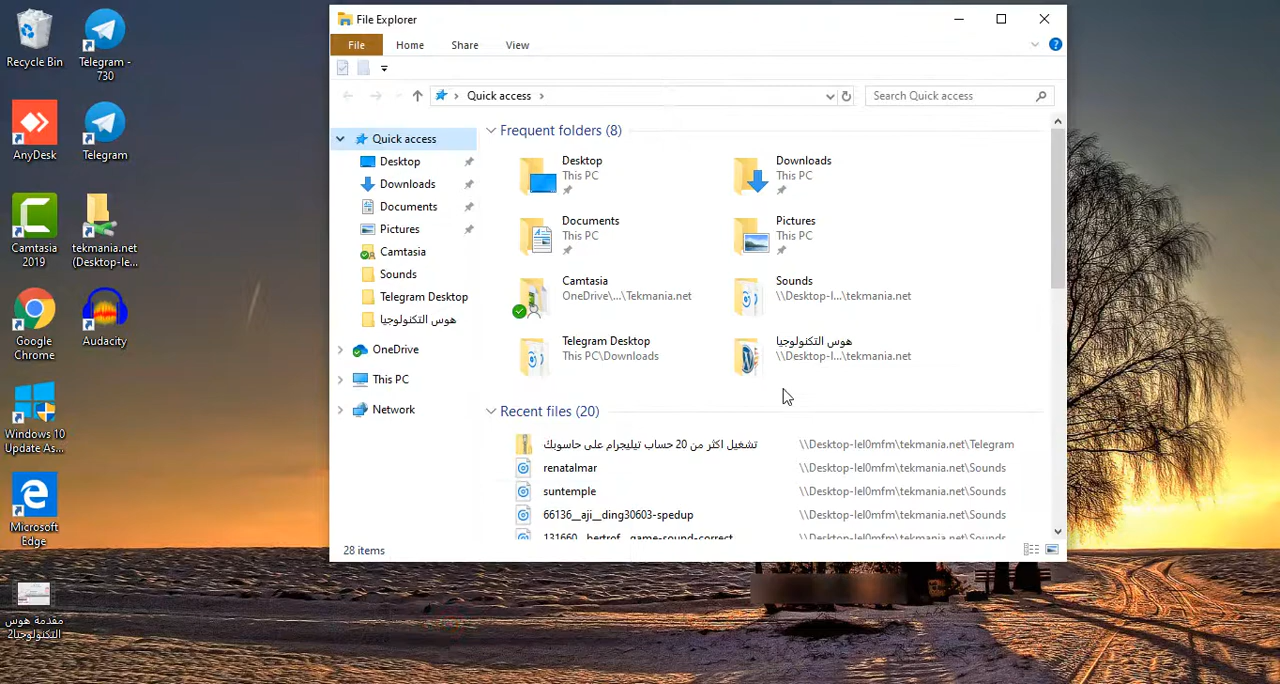 Recycle Bin
Telegram -
730
AnyDesk
Telegram
Camtasia
2019
tekmania.net
(Desktop-le...
Google
Chrome
Audacity
Windows 10
Update As...
Microsoft
Edge
مقدمة هوس
التكنولوجيا2
File Explorer
File
Home
Share
View
Quick access
Search Quick access
Quick access
Desktop
Downloads
Documents
Pictures
Camtasia
Sounds
Telegram Desktop
هوس التكنولوجيا
OneDrive
This PC
Network
Frequent folders (8)
Desktop
This PC
Downloads
This PC
Documents
This PC
Pictures
This PC
Camtasia
OneDrive\...\Tekmania.net
Sounds
\\Desktop-l...\tekmania.net
Telegram Desktop
This PC\Downloads
هوس التكنولوجيا
\\Desktop-l...\tekmania.net
Recent files (20)
تشغيل اكثر من 20 حساب تيليجرام على حاسوبك
\\Desktop-lel0mfm\tekmania.net\Telegram
renatalmar
\\Desktop-lel0mfm\tekmania.net\Sounds
suntemple
\\Desktop-lel0mfm\tekmania.net\Sounds
66136__aji__ding30603-spedup
\\Desktop-lel0mfm\tekmania.net\Sounds
131660__bertrof__game-sound-correct
\\Desktop-lel0mfm\tekmania.net\Sounds
28 items